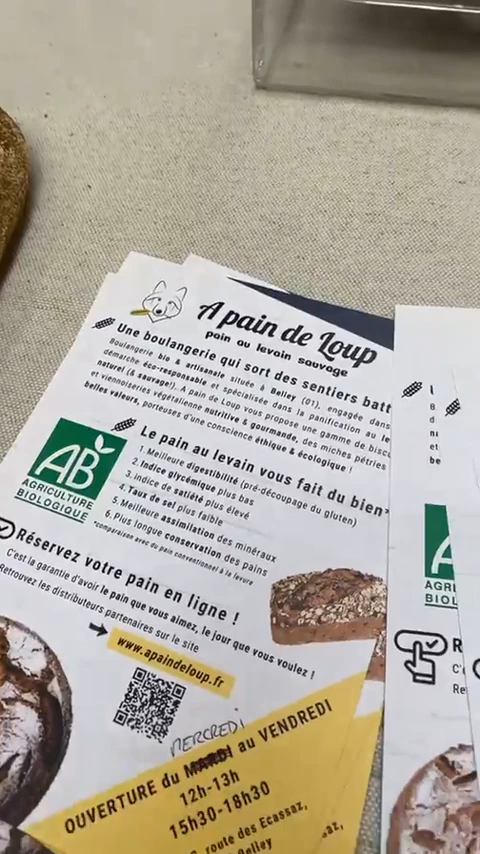 A pain de Loup
pain au levain sauvage
Une boulangerie qui sort des sentiers batt
Boulangerie bio & artisanale située à Belley (01), engagée dans
démarche éco-responsable et spécialisée dans la panification au le
naturel (& sauvage!). A pain de Loup vous propose une gamme de bisc
et viennoiseries végétalienne nutritive & gourmande, des miches pétries
belles valeurs, porteuses d'une conscience éthique & écologique !
Le pain au levain vous fait du bien*
1. Meilleure digestibilité (pré-découpage du gluten)
2. Indice glycémique plus bas
3. Indice de satiété plus élevé
4. Taux de sel plus faible
5. Meilleure assimilation des minéraux
6. Plus longue conservation des pains
*comparaison avec du pain conventionnel à la levure
AB
AGRICULTURE
BIOLOGIQUE
Réservez votre pain en ligne !
C'est la garantie d'avoir le pain que vous aimez, le jour que vous voulez !
Retrouvez les distributeurs partenaires sur le site
www.apaindeloup.fr
MERCREDI
OUVERTURE du MARDI au VENDREDI
12h-13h
15h30-18h30
route des Ecassaz,
Belley
az,
be
AGRI
BIOL
R
C'
Re